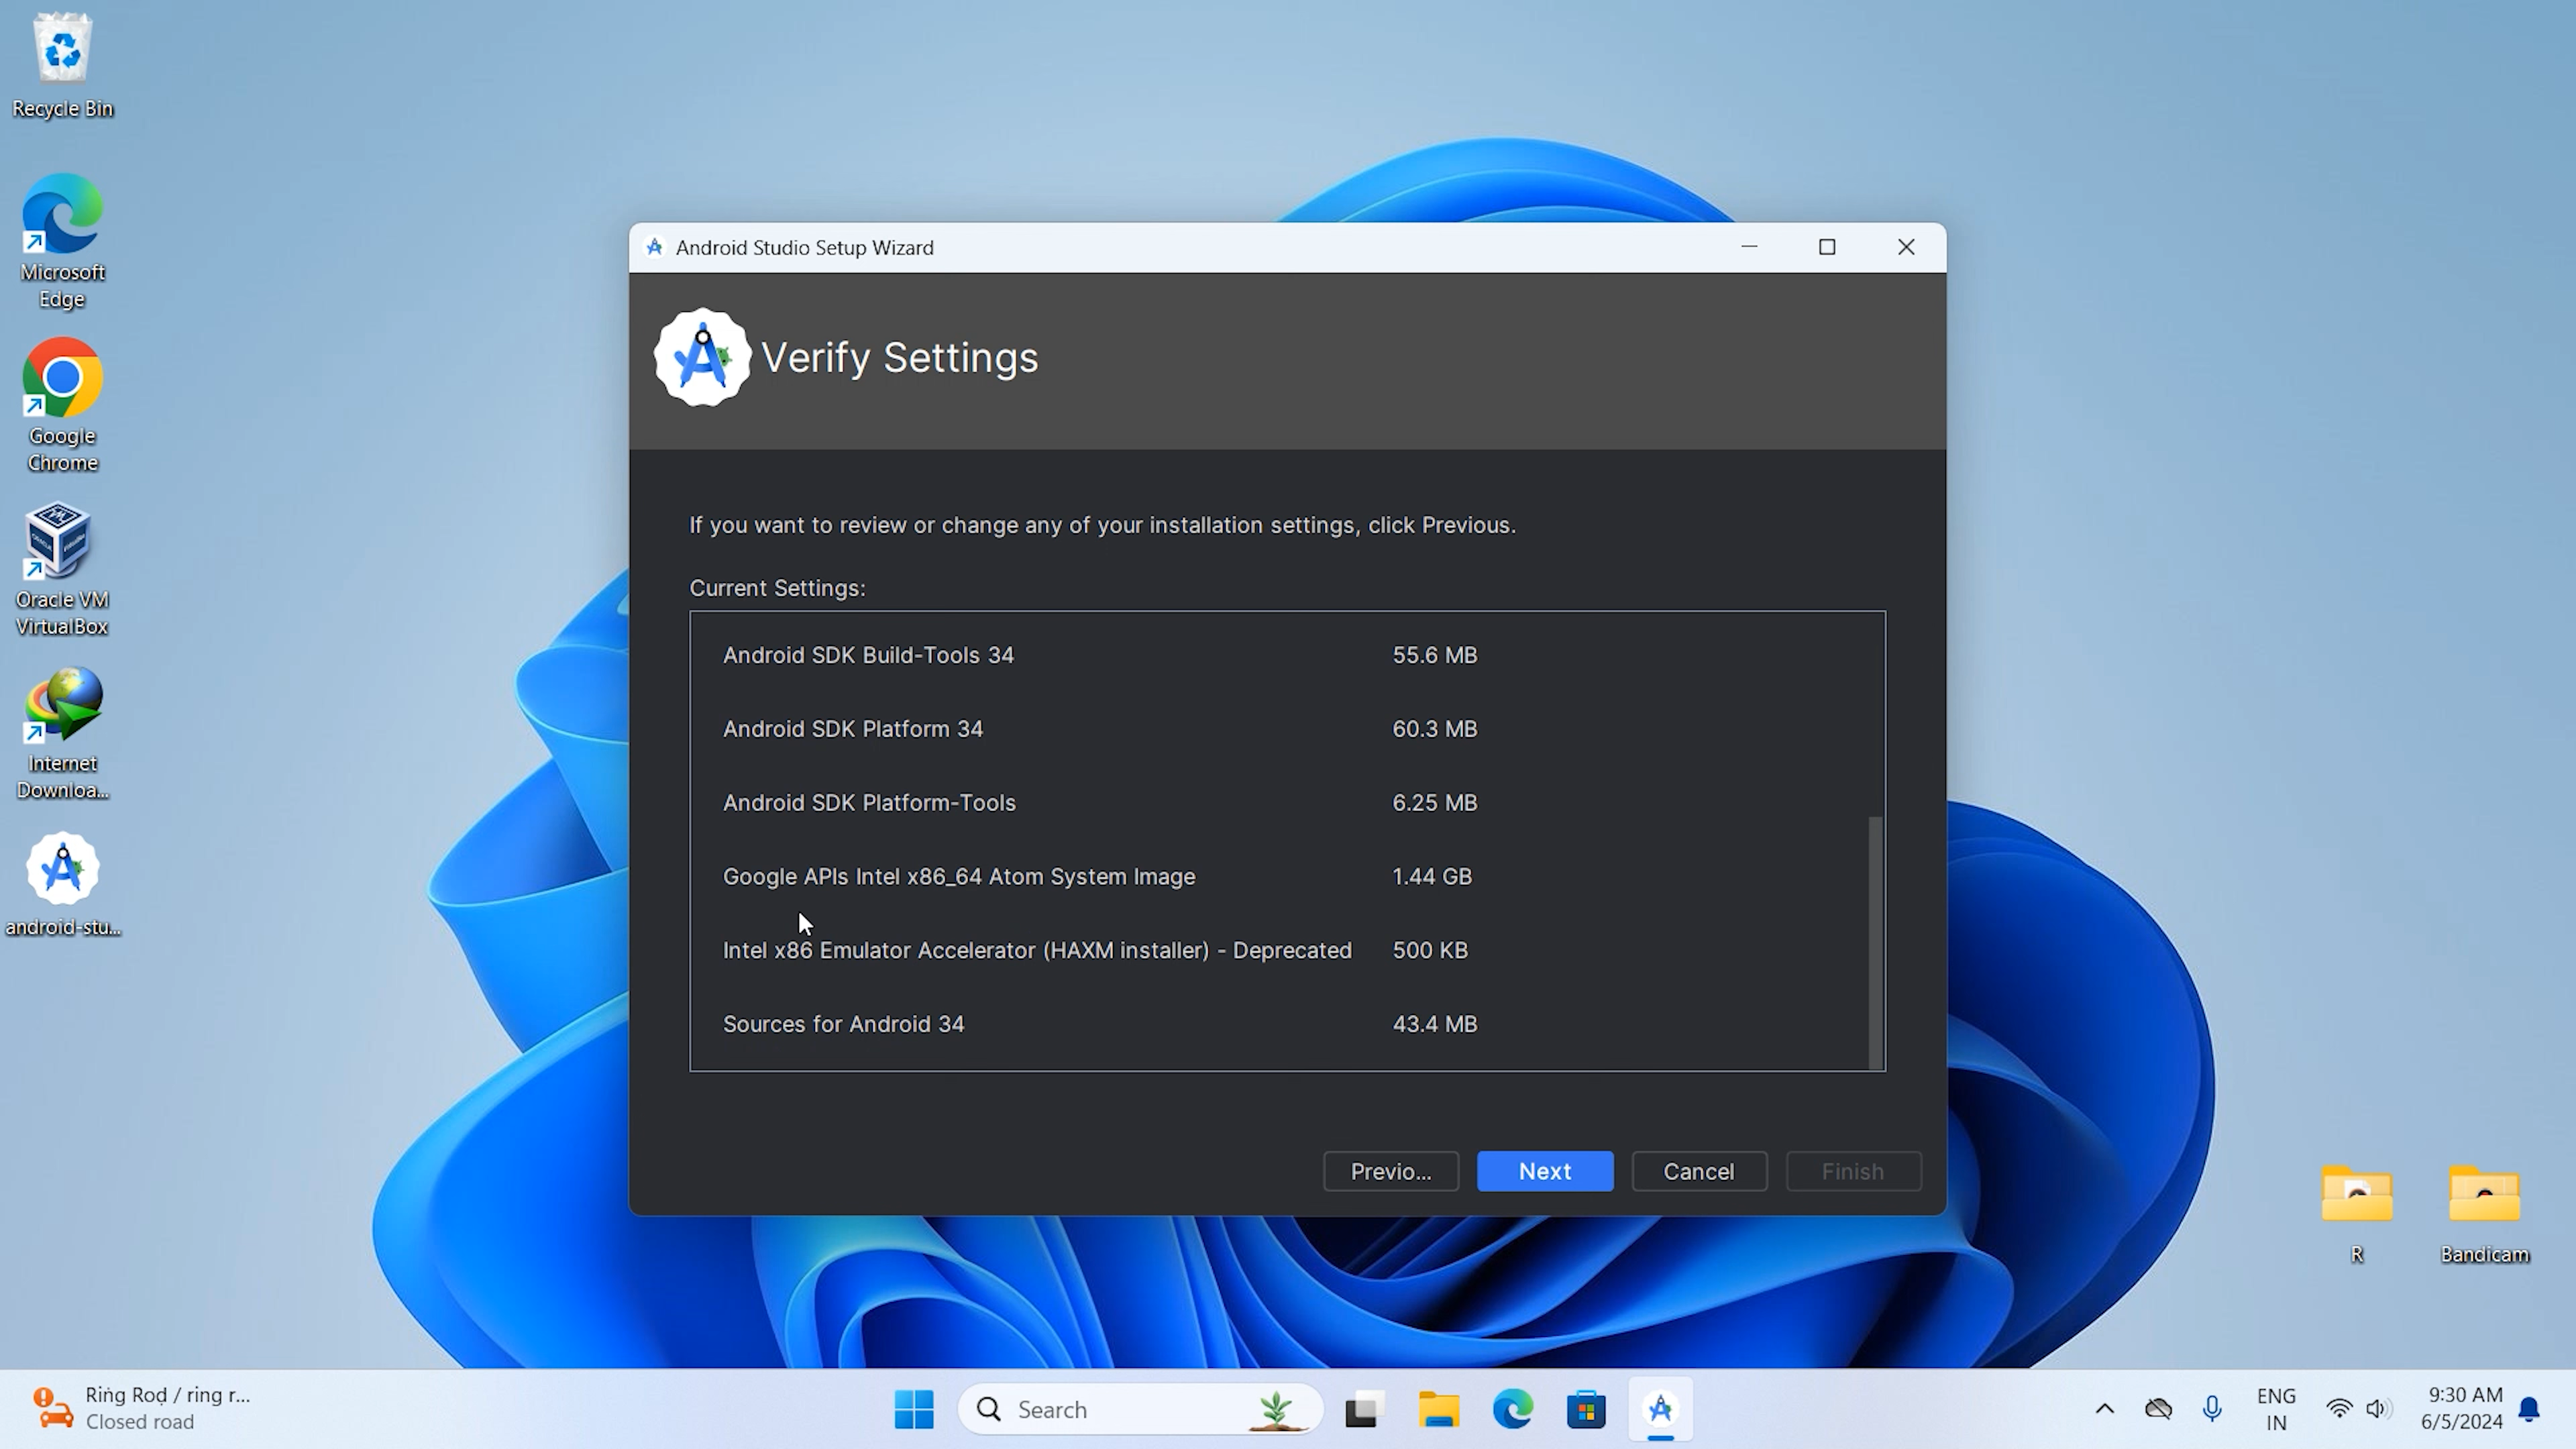 Recycle Bin
Microsoft
Edge
Google
Chrome
Oracle VM
VirtualBox
Internet
Downloa...
android-stu...
Android Studio Setup Wizard
Verify Settings
If you want to review or change any of your installation settings, click Previous.
Current Settings:
Android SDK Build-Tools 34 55.6 MB
Android SDK Platform 34 60.3 MB
Android SDK Platform-Tools 6.25 MB
Google APIs Intel x86_64 Atom System Image 1.44 GB
Intel x86 Emulator Accelerator (HAXM installer) - Deprecated 500 KB
Sources for Android 34 43.4 MB
Previo... Next Cancel Finish
R
Bandicam
Ring Rod / ring r...
Closed road
Search
ENG
IN
9:30 AM
6/5/2024